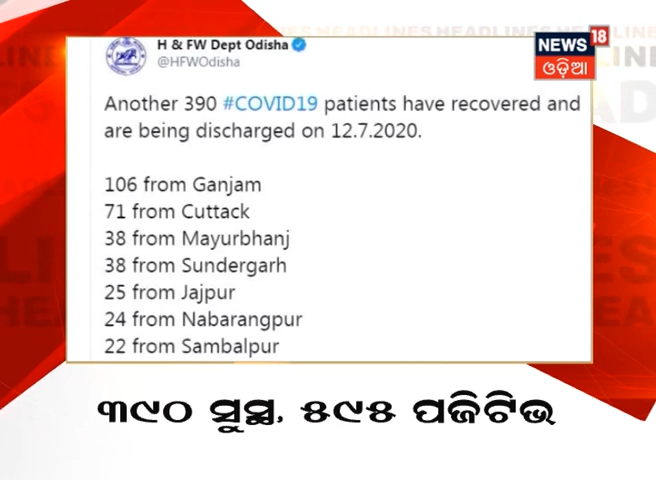 H & FW Dept Odisha
@HFWOdisha
NEWS 18
ଓଡ଼ିଆ
Another 390 #COVID19 patients have recovered and
are being discharged on 12.7.2020.
106 from Ganjam
71 from Cuttack
38 from Mayurbhanj
38 from Sundergarh
25 from Jajpur
24 from Nabarangpur
22 from Sambalpur
୩୯୦ ସୁସ୍ଥ, ୫୯୫ ପଜିଟିଭ